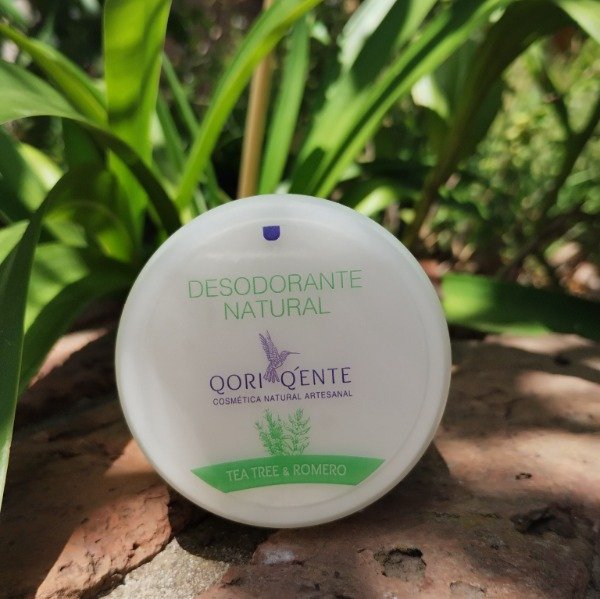 DESODORANTE
NATURAL
QORI Q'ENTE
COSMÉTICA NATURAL ARTESANAL
TEA TREE & ROMERO